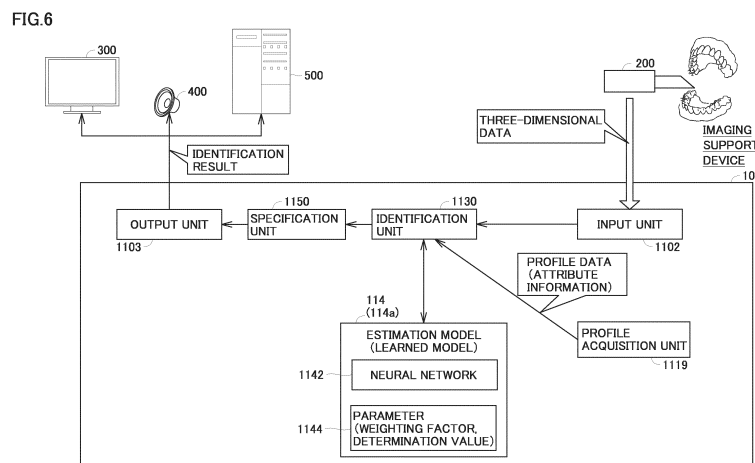 FIG.6
300
400
500
200
THREE-DIMENSIONAL
DATA
IMAGING
SUPPORT
DEVICE
IDENTIFICATION
RESULT
10
1150
1130
OUTPUT UNIT
SPECIFICATION
UNIT
IDENTIFICATION
UNIT
INPUT UNIT
1103
1102
PROFILE DATA
(ATTRIBUTE
INFORMATION)
114
(114a)
ESTIMATION MODEL
(LEARNED MODEL)
PROFILE
ACQUISITION UNIT
1119
1142
NEURAL NETWORK
1144
PARAMETER
(WEIGHTING FACTOR,
DETERMINATION VALUE)